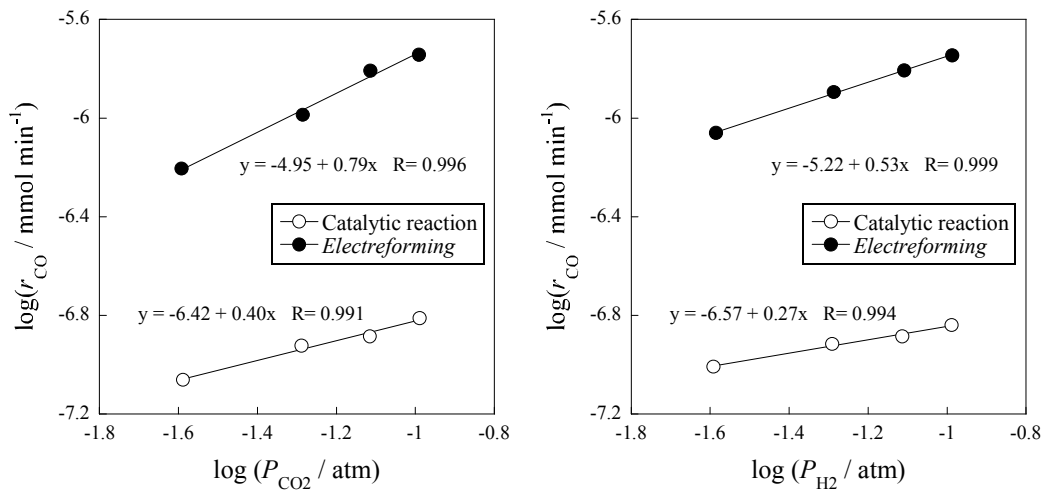 -5.6
-6
-6.4
-6.8
-7.2
log(r_CO / mmol min⁻¹)
y = -4.95 + 0.79x R= 0.996
Catalytic reaction
Electreforming
y = -6.42 + 0.40x R= 0.991
-1.8 -1.6 -1.4 -1.2 -1 -0.8
log (P_CO2 / atm)
-5.6
-6
-6.4
-6.8
-7.2
log(r_CO / mmol min⁻¹)
y = -5.22 + 0.53x R= 0.999
Catalytic reaction
Electreforming
y = -6.57 + 0.27x R= 0.994
-1.8 -1.6 -1.4 -1.2 -1 -0.8
log (P_H2 / atm)